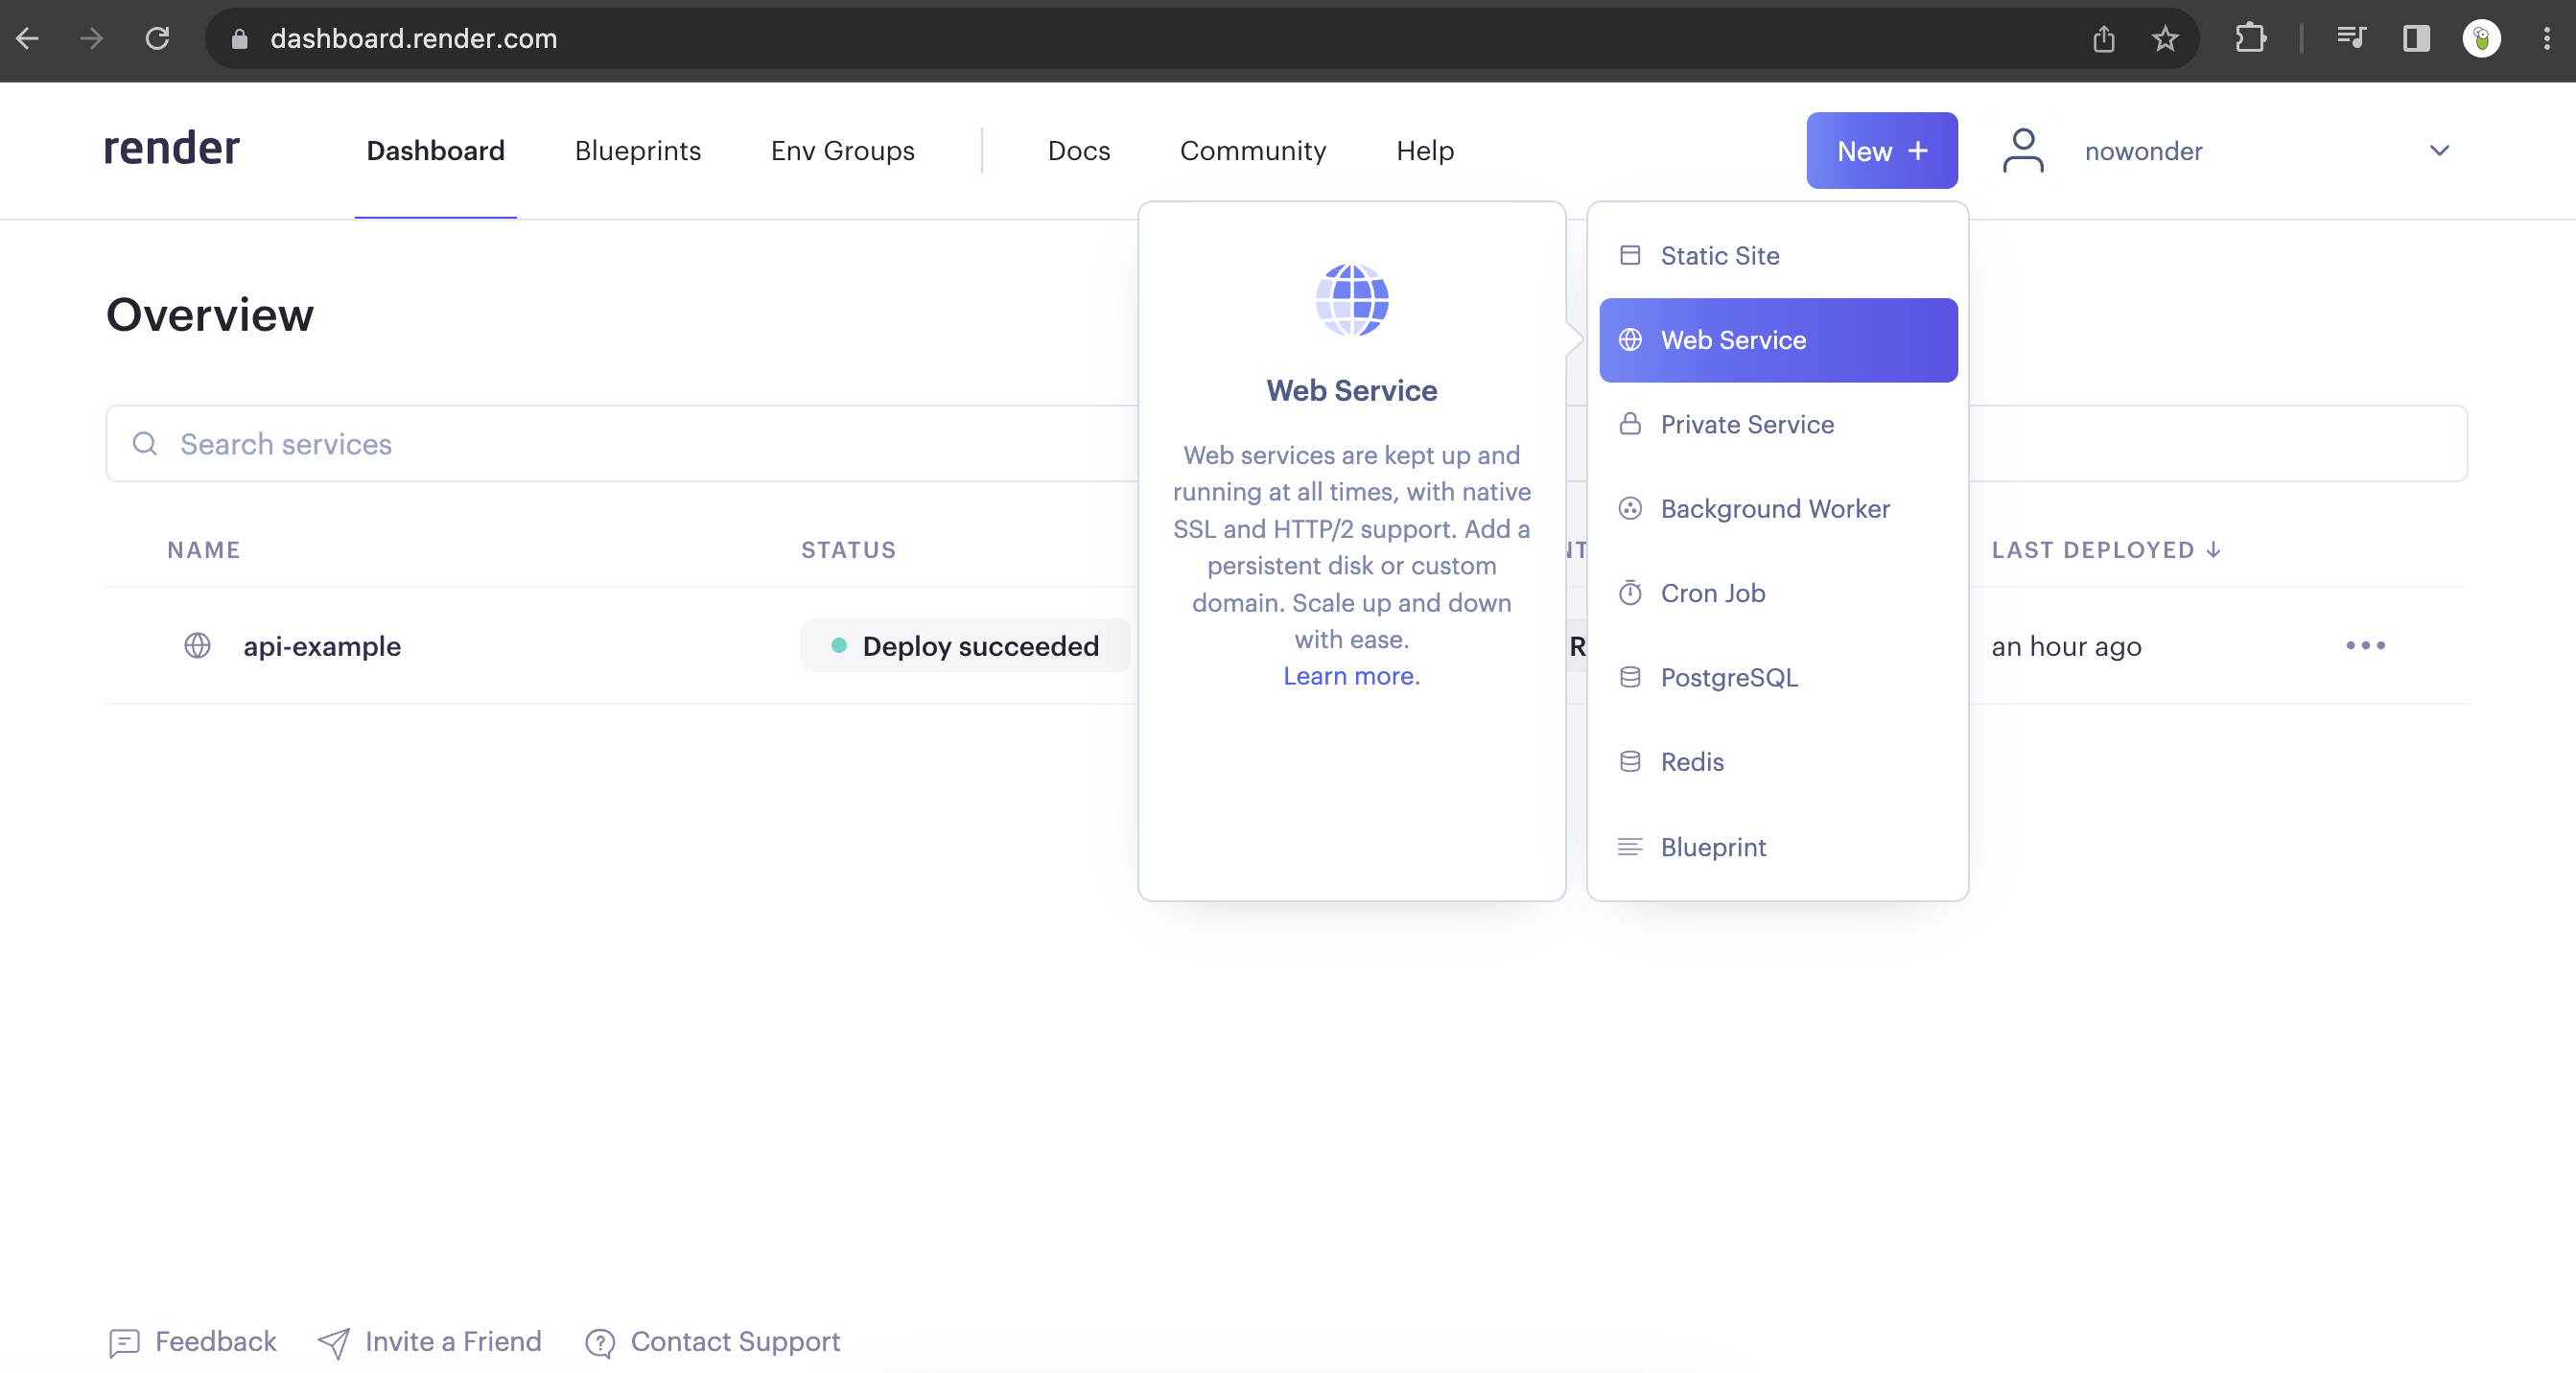 dashboard.render.com
render
Dashboard
Blueprints
Env Groups
Docs
Community
Help
New +
nowonder
Overview
Search services
NAME
STATUS
LAST DEPLOYED ↓
api-example
Deploy succeeded
an hour ago
Web Service
Web services are kept up and
running at all times, with native
SSL and HTTP/2 support. Add a
persistent disk or custom
domain. Scale up and down
with ease.
Learn more.
Static Site
Web Service
Private Service
Background Worker
Cron Job
PostgreSQL
Redis
Blueprint
Feedback
Invite a Friend
Contact Support